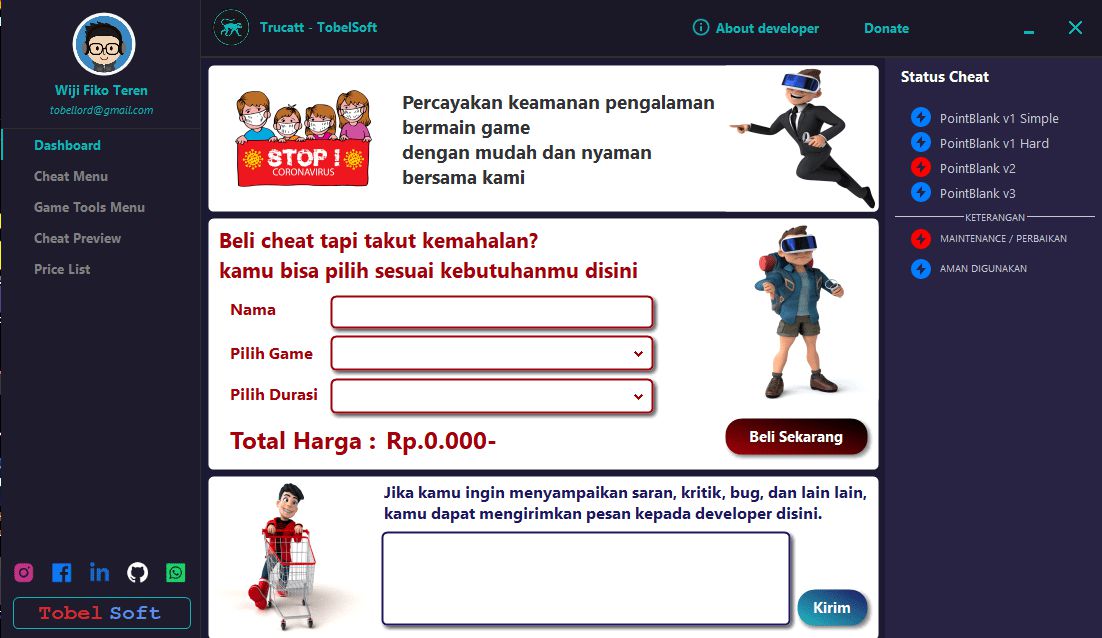 Trucatt - TobelSoft
About developer
Donate
Wiji Fiko Teren
tobellord@gmail.com
Dashboard
Cheat Menu
Game Tools Menu
Cheat Preview
Price List
Tobel Soft
STOP !
CORONAVIRUS
Percayakan keamanan pengalaman
bermain game
dengan mudah dan nyaman
bersama kami
Beli cheat tapi takut kemahalan?
kamu bisa pilih sesuai kebutuhanmu disini
Nama
Pilih Game
Pilih Durasi
Total Harga : Rp.0.000-
Beli Sekarang
Jika kamu ingin menyampaikan saran, kritik, bug, dan lain lain,
kamu dapat mengirimkan pesan kepada developer disini.
Kirim
Status Cheat
PointBlank v1 Simple
PointBlank v1 Hard
PointBlank v2
PointBlank v3
KETERANGAN
MAINTENANCE / PERBAIKAN
AMAN DIGUNAKAN